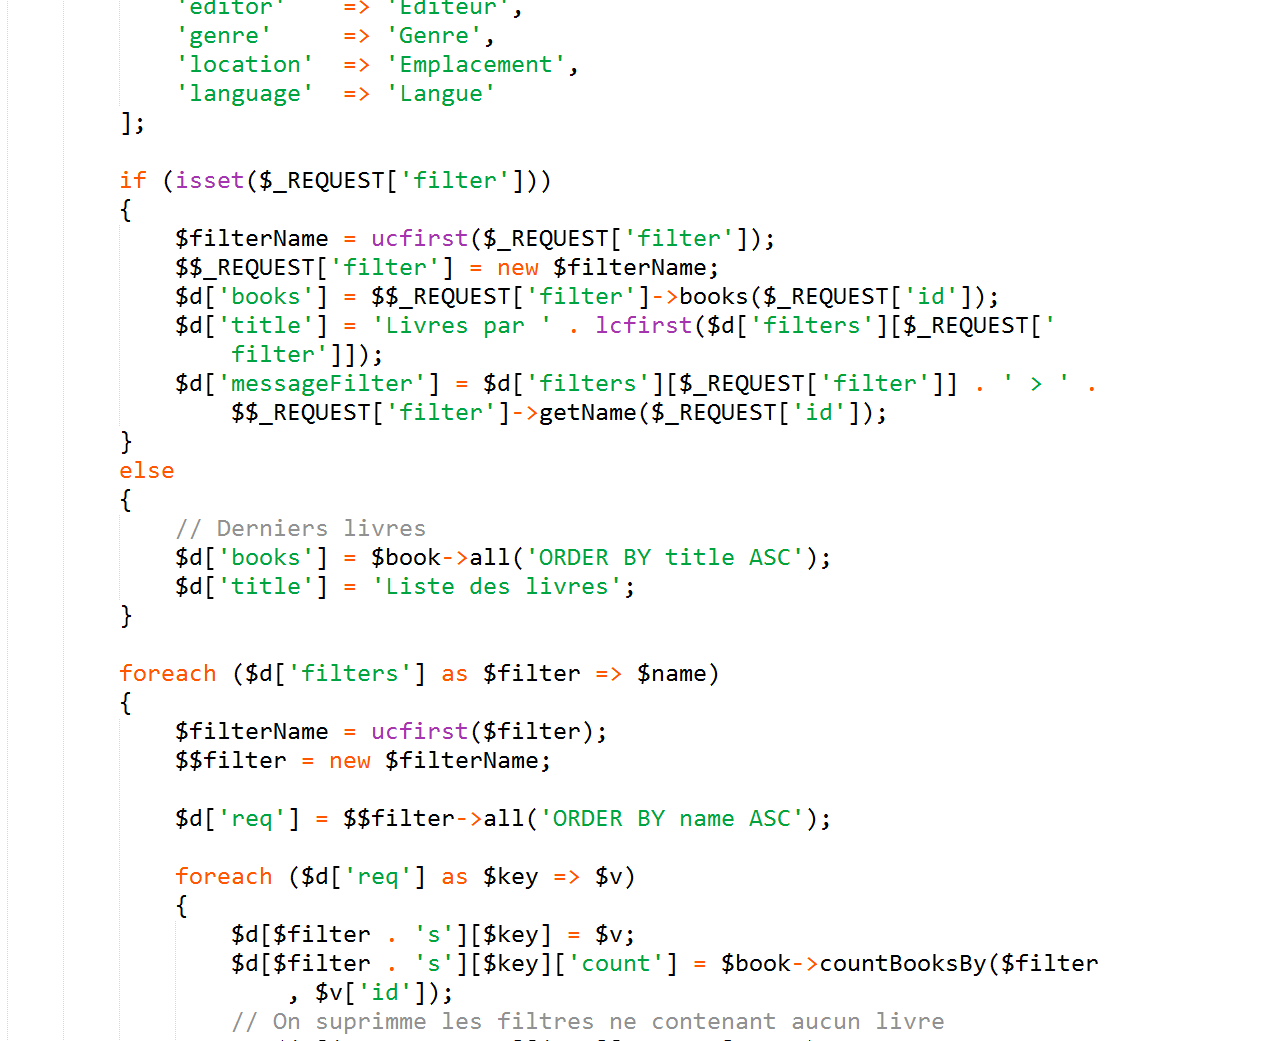 'editor'    => 'Editeur',
'genre'     => 'Genre',
'location'  => 'Emplacement',
'language'  => 'Langue'
];
if (isset($_REQUEST['filter']))
{
$filterName = ucfirst($_REQUEST['filter']);
$$_REQUEST['filter'] = new $filterName;
$d['books'] = $$_REQUEST['filter']->books($_REQUEST['id']);
$d['title'] = 'Livres par ' . lcfirst($d['filters'][$_REQUEST['
filter']]);
$d['messageFilter'] = $d['filters'][$_REQUEST['filter']] . ' > ' .
$$_REQUEST['filter']->getName($_REQUEST['id']);
}
else
{
// Derniers livres
$d['books'] = $book->all('ORDER BY title ASC');
$d['title'] = 'Liste des livres';
}
foreach ($d['filters'] as $filter => $name)
{
$filterName = ucfirst($filter);
$$filter = new $filterName;
$d['req'] = $$filter->all('ORDER BY name ASC');
foreach ($d['req'] as $key => $v)
{
$d[$filter . 's'][$key] = $v;
$d[$filter . 's'][$key]['count'] = $book->countBooksBy($filter
, $v['id']);
// On suprimme les filtres ne contenant aucun livre